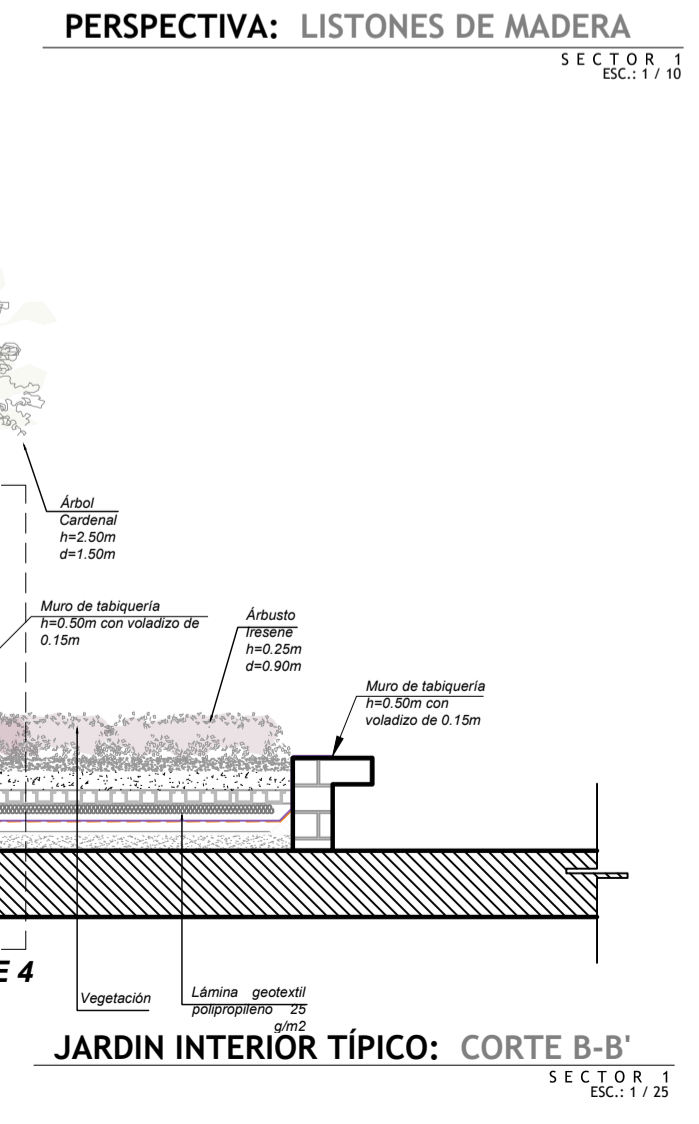 PERSPECTIVA: LISTONES DE MADERA
SECTOR 1
ESC.: 1 / 10
Árbol
Cardenal
h=2.50m
d=1.50m
Muro de tabiquería
h=0.50m con voladizo de
0.15m
Árbusto
Iresene
h=0.25m
d=0.90m
Muro de tabiquería
h=0.50m con
voladizo de 0.15m
E 4
Vegetación
Lámina geotextil
polipropileno 25
g/m2
JARDIN INTERIOR TÍPICO: CORTE B-B'
SECTOR 1
ESC.: 1 / 25